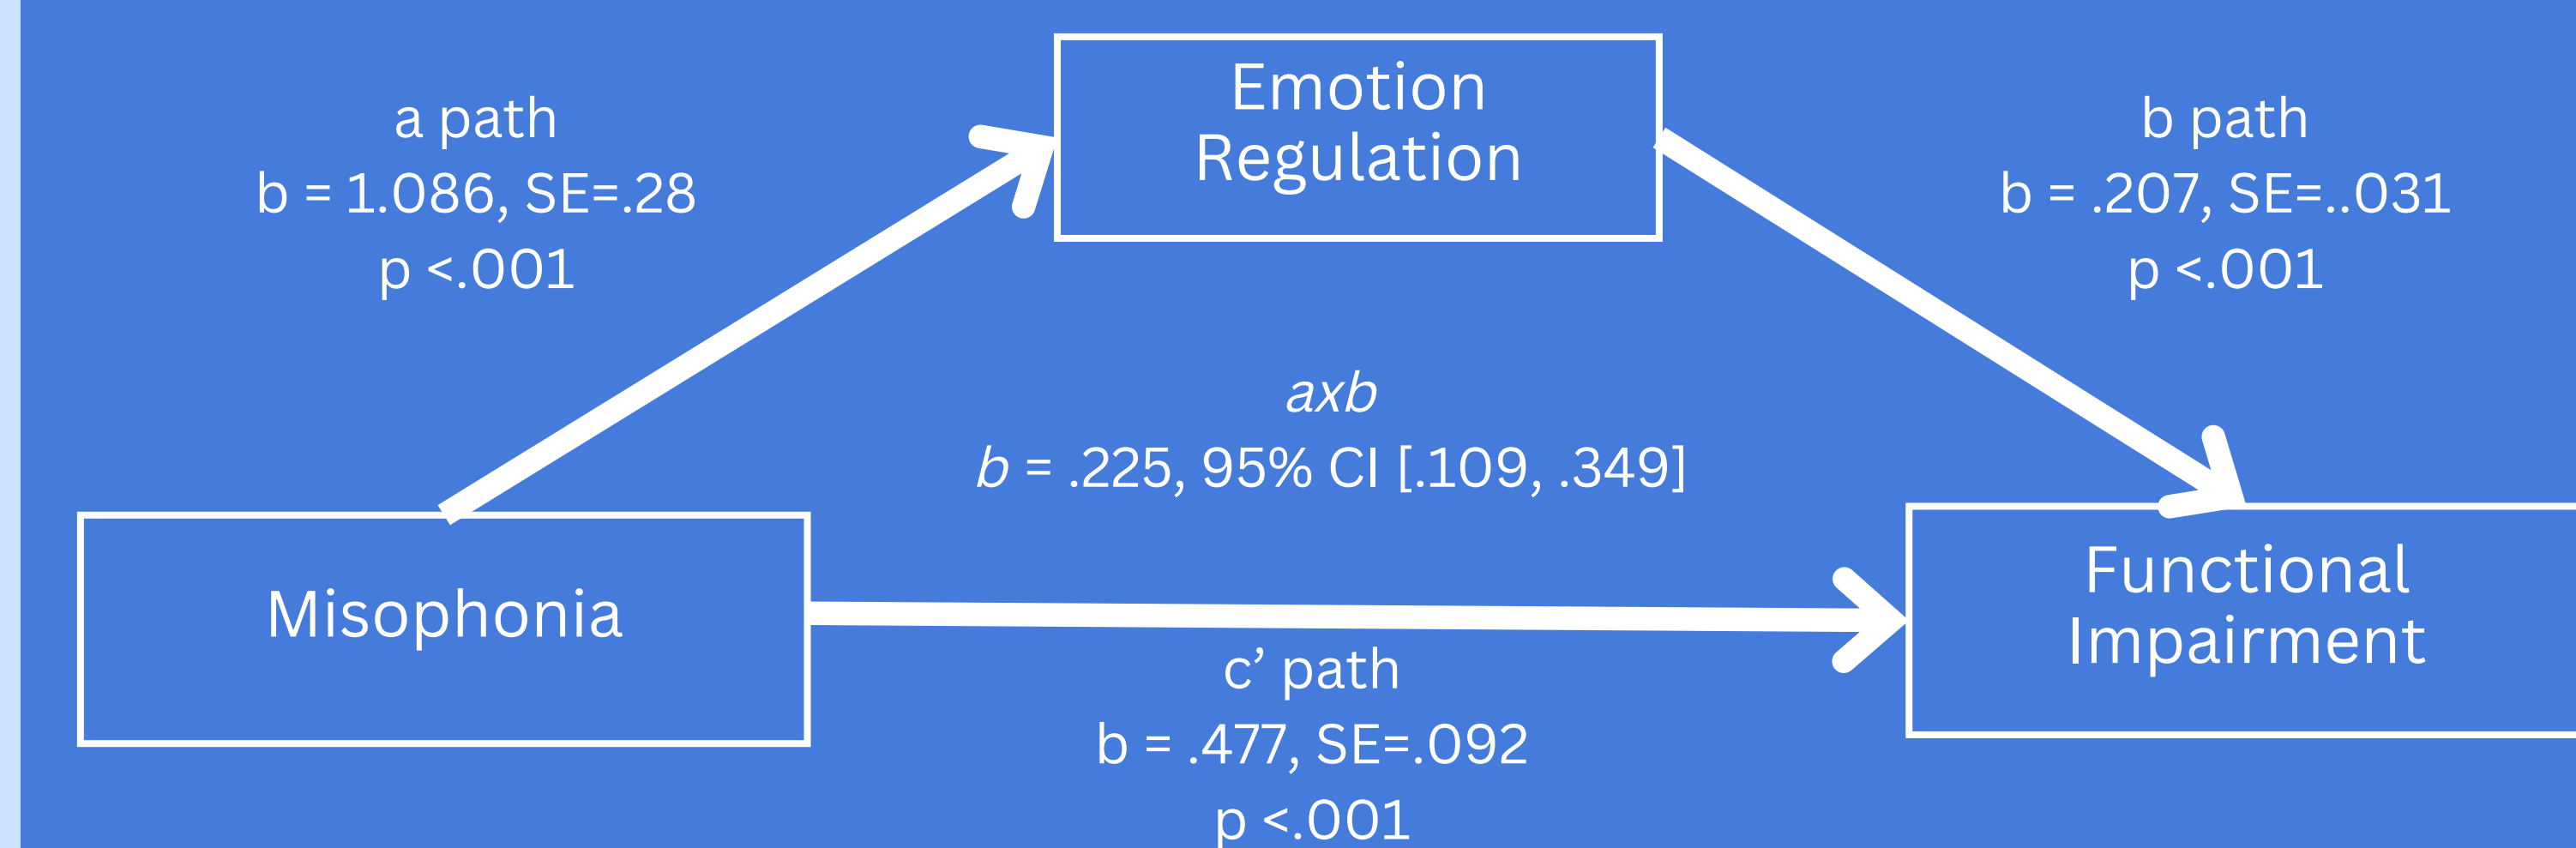 Emotion
Regulation
a path
b = 1.086, SE=.28
p <.001
b path
b = .207, SE=..031
p <.001
axb
b = .225, 95% CI [.109, .349]
Misophonia
Functional
Impairment
c’ path
b = .477, SE=.092
p <.001